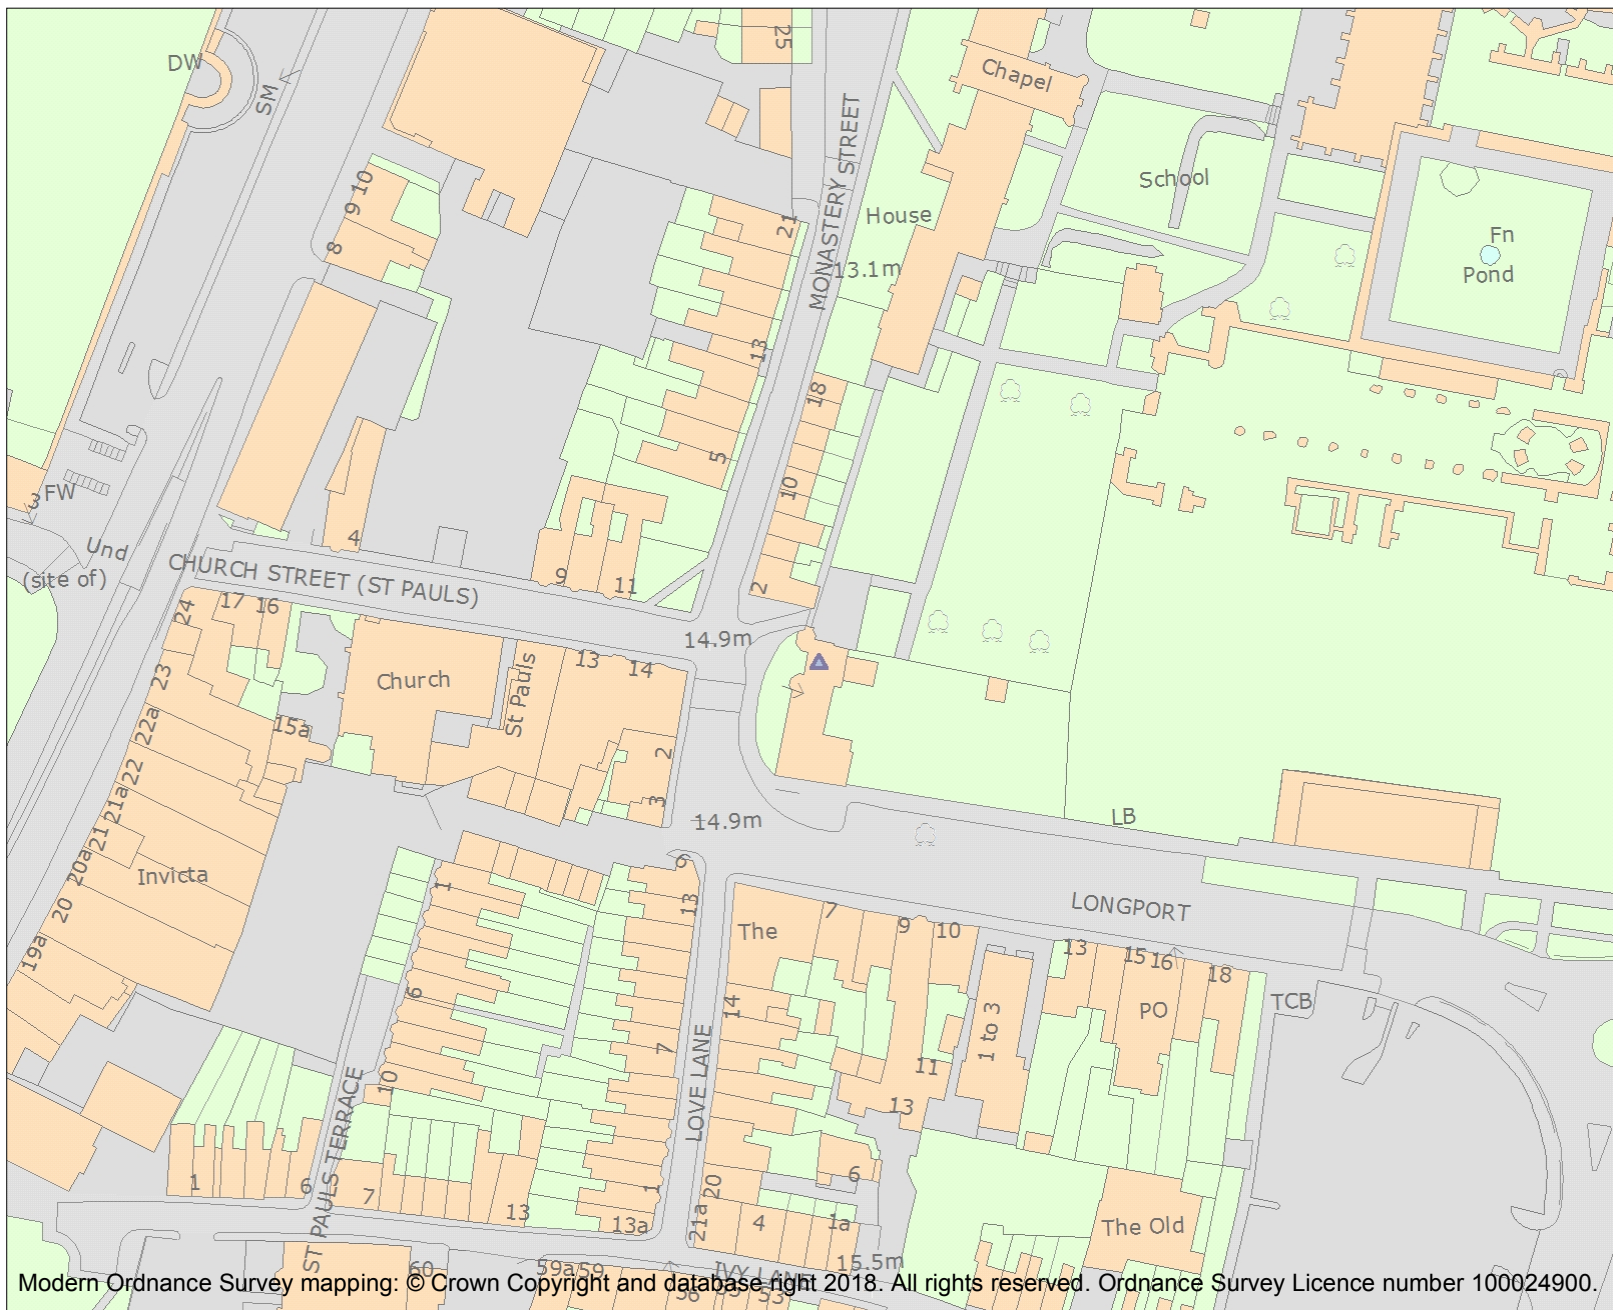 DW
SM
25
Chapel
MONASTERY STREET
School
House
21
13.1m
Fn
Pond
10
9
8
13
18
5
10
3
FW
Und
(site of)
4
CHURCH STREET (ST PAULS)
9
11
2
14.9m
24
17
16
Church
St Pauls
13
14
23
15a
22a
22
2
3
21a
21
14.9m
LB
20a
Invicta
20
19a
1
6
13
The
7
9
10
LONGPORT
13
15
16
18
TCB
PO
6
14
1 to 3
7
LOVE LANE
11
13
10
ST PAULS TERRACE
1
6
7
13
13a
1
20
21a
4
6
1a
The Old
15.5m
60
59a
59
IVY LANE
56
55
53
Modern Ordnance Survey mapping: © Crown Copyright and database right 2018. All rights reserved. Ordnance Survey Licence number 100024900.